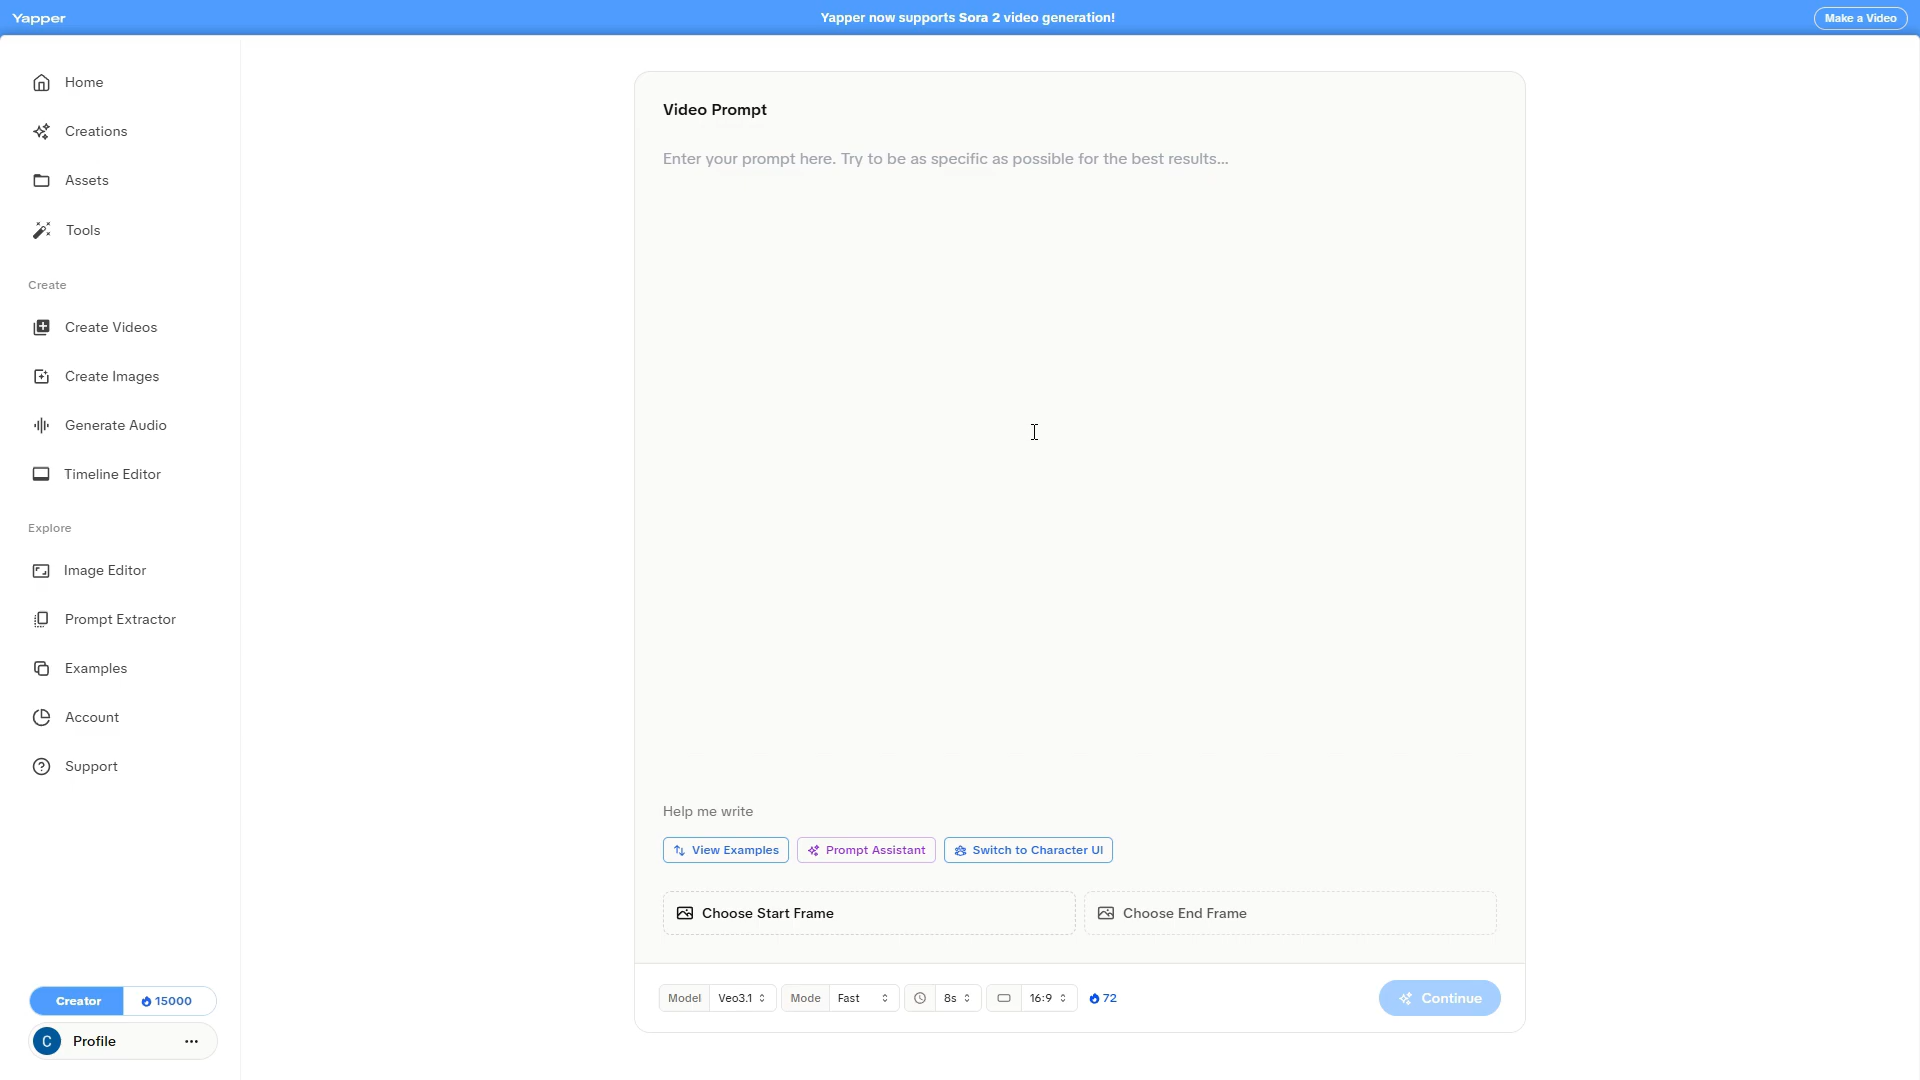 Yapper
Yapper now supports Sora 2 video generation!
Make a Video
Home
Creations
Assets
Tools
Create
Create Videos
Create Images
Generate Audio
Timeline Editor
Explore
Image Editor
Prompt Extractor
Examples
Account
Support
Creator 15000
C Profile
Video Prompt
Enter your prompt here. Try to be as specific as possible for the best results...
Help me write
View Examples Prompt Assistant Switch to Character UI
Choose Start Frame Choose End Frame
Model Veo3.1 Mode Fast 8s 16:9 72 Continue